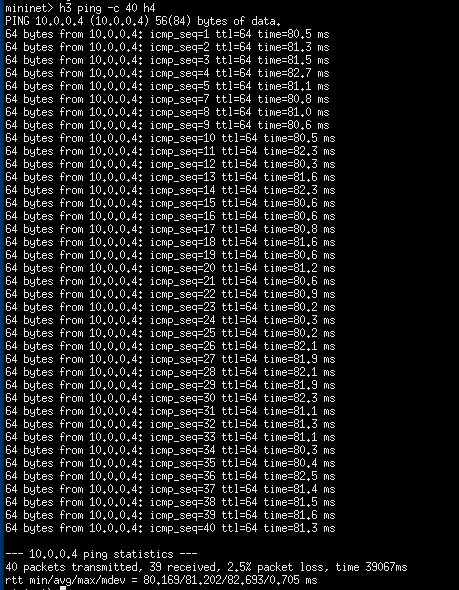 mininet> h3 ping -c 40 h4
PING 10.0.0.4 (10.0.0.4) 56(84) bytes of data.
64 bytes from 10.0.0.4: icmp_seq=1 ttl=64 time=80.5 ms
64 bytes from 10.0.0.4: icmp_seq=2 ttl=64 time=81.3 ms
64 bytes from 10.0.0.4: icmp_seq=3 ttl=64 time=81.5 ms
64 bytes from 10.0.0.4: icmp_seq=4 ttl=64 time=82.7 ms
64 bytes from 10.0.0.4: icmp_seq=5 ttl=64 time=81.1 ms
64 bytes from 10.0.0.4: icmp_seq=7 ttl=64 time=80.8 ms
64 bytes from 10.0.0.4: icmp_seq=8 ttl=64 time=81.0 ms
64 bytes from 10.0.0.4: icmp_seq=9 ttl=64 time=80.6 ms
64 bytes from 10.0.0.4: icmp_seq=10 ttl=64 time=80.5 ms
64 bytes from 10.0.0.4: icmp_seq=11 ttl=64 time=82.3 ms
64 bytes from 10.0.0.4: icmp_seq=12 ttl=64 time=80.3 ms
64 bytes from 10.0.0.4: icmp_seq=13 ttl=64 time=81.6 ms
64 bytes from 10.0.0.4: icmp_seq=14 ttl=64 time=82.3 ms
64 bytes from 10.0.0.4: icmp_seq=15 ttl=64 time=80.6 ms
64 bytes from 10.0.0.4: icmp_seq=16 ttl=64 time=80.6 ms
64 bytes from 10.0.0.4: icmp_seq=17 ttl=64 time=80.8 ms
64 bytes from 10.0.0.4: icmp_seq=18 ttl=64 time=81.6 ms
64 bytes from 10.0.0.4: icmp_seq=19 ttl=64 time=80.6 ms
64 bytes from 10.0.0.4: icmp_seq=20 ttl=64 time=81.2 ms
64 bytes from 10.0.0.4: icmp_seq=21 ttl=64 time=80.6 ms
64 bytes from 10.0.0.4: icmp_seq=22 ttl=64 time=80.9 ms
64 bytes from 10.0.0.4: icmp_seq=23 ttl=64 time=80.2 ms
64 bytes from 10.0.0.4: icmp_seq=24 ttl=64 time=80.3 ms
64 bytes from 10.0.0.4: icmp_seq=25 ttl=64 time=80.2 ms
64 bytes from 10.0.0.4: icmp_seq=26 ttl=64 time=82.1 ms
64 bytes from 10.0.0.4: icmp_seq=27 ttl=64 time=81.9 ms
64 bytes from 10.0.0.4: icmp_seq=28 ttl=64 time=82.1 ms
64 bytes from 10.0.0.4: icmp_seq=29 ttl=64 time=81.9 ms
64 bytes from 10.0.0.4: icmp_seq=30 ttl=64 time=82.3 ms
64 bytes from 10.0.0.4: icmp_seq=31 ttl=64 time=81.1 ms
64 bytes from 10.0.0.4: icmp_seq=32 ttl=64 time=81.3 ms
64 bytes from 10.0.0.4: icmp_seq=33 ttl=64 time=81.1 ms
64 bytes from 10.0.0.4: icmp_seq=34 ttl=64 time=80.3 ms
64 bytes from 10.0.0.4: icmp_seq=35 ttl=64 time=80.4 ms
64 bytes from 10.0.0.4: icmp_seq=36 ttl=64 time=82.5 ms
64 bytes from 10.0.0.4: icmp_seq=37 ttl=64 time=81.4 ms
64 bytes from 10.0.0.4: icmp_seq=38 ttl=64 time=81.5 ms
64 bytes from 10.0.0.4: icmp_seq=39 ttl=64 time=81.6 ms
64 bytes from 10.0.0.4: icmp_seq=40 ttl=64 time=81.3 ms
--- 10.0.0.4 ping statistics ---
40 packets transmitted, 39 received, 2.5% packet loss, time 39067ms
rtt min/avg/max/mdev = 80.169/81.202/82.693/0.705 ms